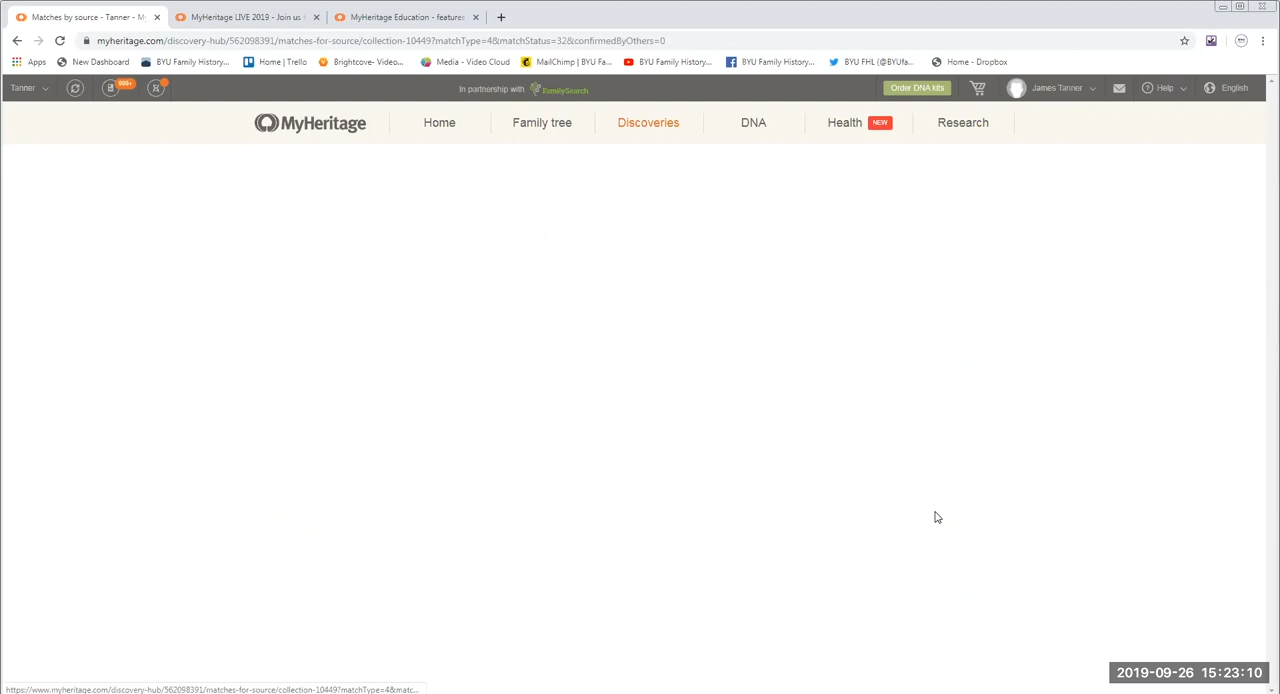 Matches by source - Tanner - My
MyHeritage LIVE 2019 - Join us f
MyHeritage Education - features
myheritage.com/discovery-hub/562098391/matches-for-source/collection-10449?matchType=4&matchStatus=32&confirmedByOthers=0
Apps New Dashboard BYU Family History... Home | Trello Brightcove- Video... Media - Video Cloud MailChimp | BYU Fa... BYU Family History... BYU Family History... BYU FHL (@BYUfa... Home - Dropbox
Tanner 999+ In partnership with FamilySearch Order DNA kits James Tanner Help English
MyHeritage Home Family tree Discoveries DNA Health NEW Research
2019-09-26 15:23:10
https://www.myheritage.com/discovery-hub/562098391/matches-for-source/collection-10449?matchType=4&matc...